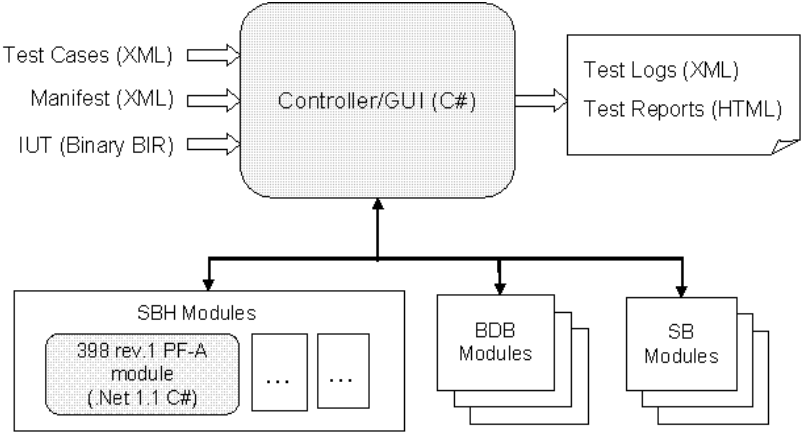 Test Cases (XML)
Manifest (XML)
IUT (Binary BIR)
Controller/GUI (C#)
Test Logs (XML)
Test Reports (HTML)
SBH Modules
398 rev.1 PF-A
module
(.Net 1.1 C#)
...
...
BDB
Modules
SB
Modules